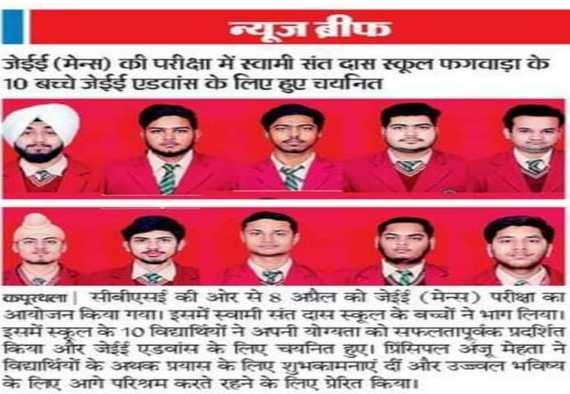 न्यूज ब्रीफ
जेईई (मेन्स) की परीक्षा में स्वामी संत दास स्कूल फगवाड़ा के
10 बच्चे जेईई एडवांस के लिए हुए चयनित
कपूरथला | सीबीएसई की ओर से 8 अप्रैल को जेईई (मेन्स) परीक्षा का
आयोजन किया गया। इसमें स्वामी संत दास स्कूल के बच्चों ने भाग लिया।
इसमें स्कूल के 10 विद्यार्थियों ने अपनी योग्यता को सफलतापूर्वक प्रदर्शित
किया और जेईई एडवांस के लिए चयनित हुए। प्रिंसिपल अंजू मेहता ने
विद्यार्थियों के अथक प्रयास के लिए शुभकामनाएं दीं और उज्ज्वल भविष्य
के लिए आगे परिश्रम करते रहने के लिए प्रेरित किया।